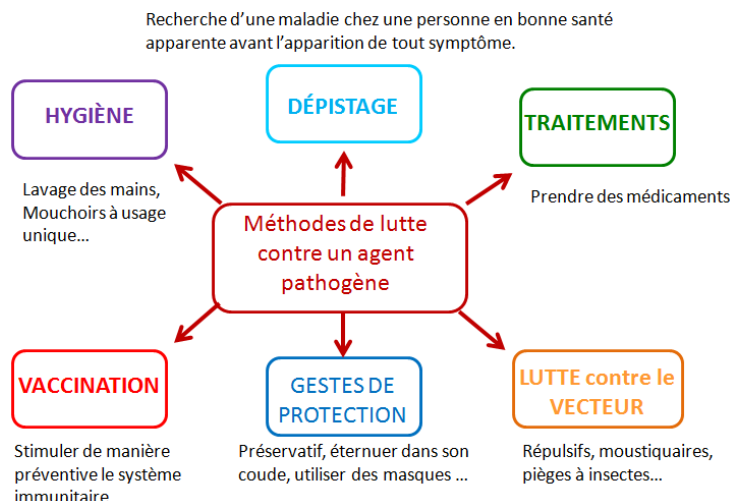 Recherche d'une maladie chez une personne en bonne santé
apparente avant l'apparition de tout symptôme.
HYGIÈNE
DÉPISTAGE
TRAITEMENTS
Lavage des mains,
Mouchoirs à usage
unique...
Prendre des médicaments
Méthodes de lutte
contre un agent
pathogène
VACCINATION
GESTES DE
PROTECTION
LUTTE contre le
VECTEUR
Stimuler de manière
préventive le système
immunitaire
Préservatif, éternuer dans son
coude, utiliser des masques ...
Répulsifs, moustiquaires,
pièges à insectes...